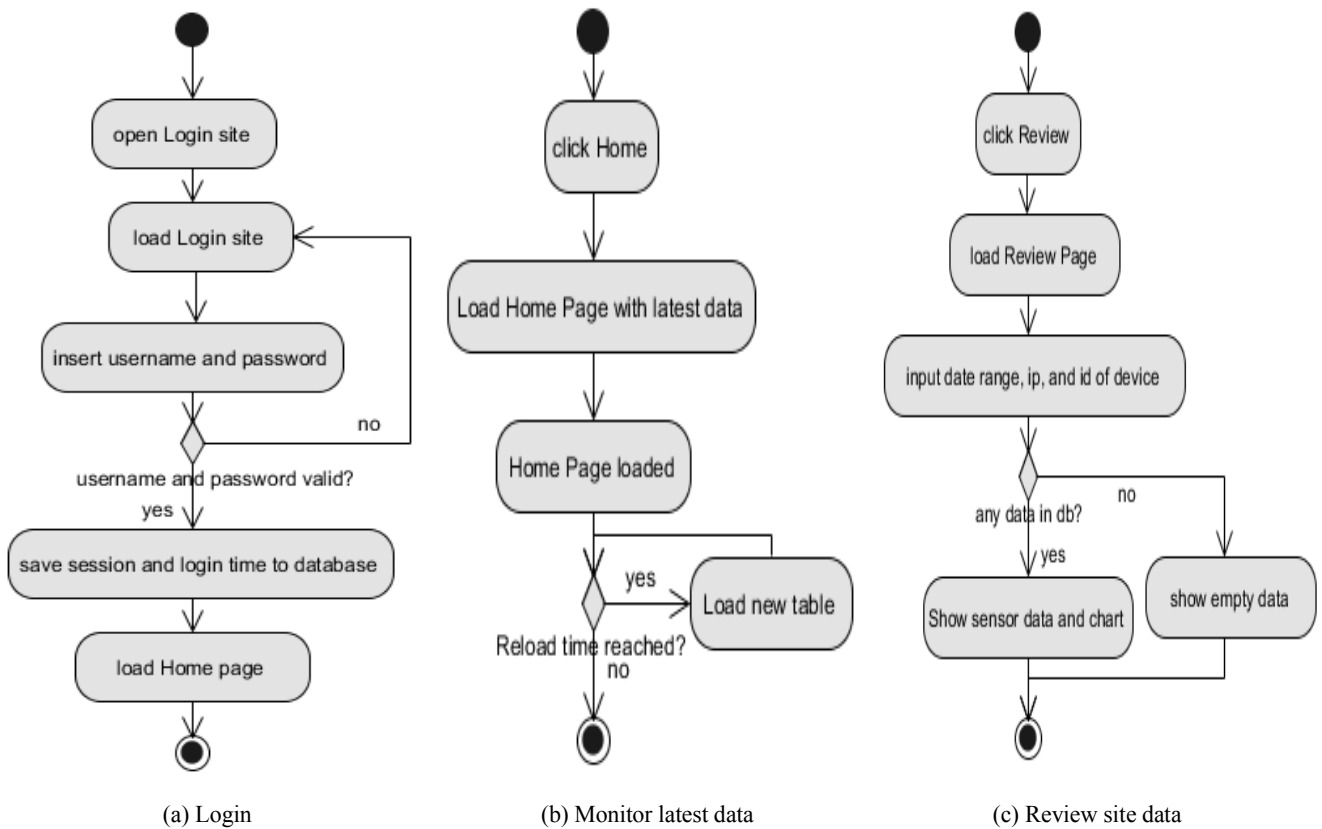 open Login site
load Login site
insert username and password
no
username and password valid?
yes
save session and login time to database
load Home page
(a) Login
click Home
Load Home Page with latest data
Home Page loaded
yes
Load new table
Reload time reached?
no
(b) Monitor latest data
click Review
load Review Page
input date range, ip, and id of device
no
any data in db?
yes
Show sensor data and chart
show empty data
(c) Review site data